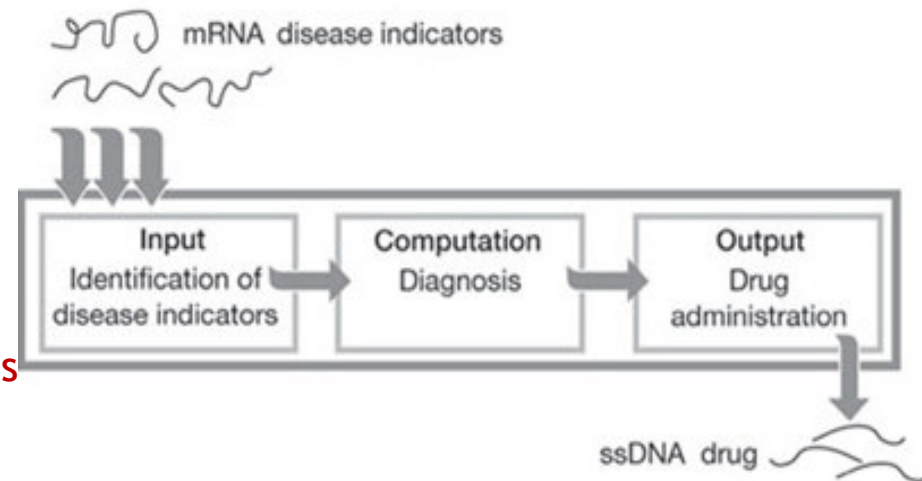 mRNA disease indicators
Input
Identification of
disease indicators
Computation
Diagnosis
Output
Drug
administration
s
ssDNA drug